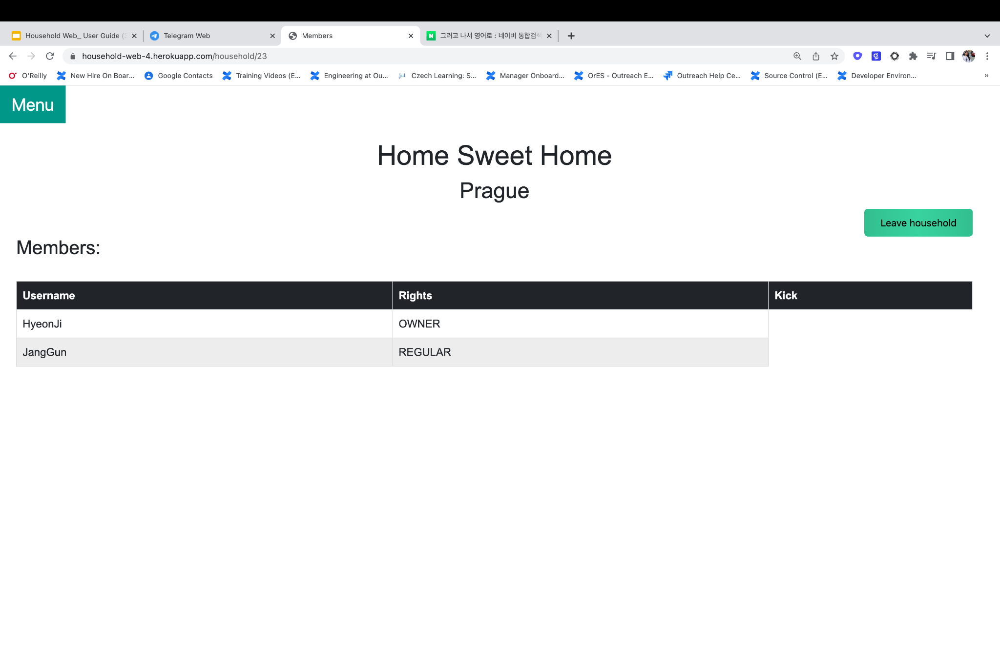 Household Web_ User Guide (3
Telegram Web
Members
그러고 나서 영어로 : 네이버 통합검색
household-web-4.herokuapp.com/household/23
O'Reilly
New Hire On Boar...
Google Contacts
Training Videos (E...
Engineering at Ou...
Czech Learning: S...
Manager Onboard...
OrES - Outreach E...
Outreach Help Ce...
Source Control (E...
Developer Environ...
»
Menu
Home Sweet Home
Prague
Leave household
Members:
Username Rights Kick
HyeonJi OWNER
JangGun REGULAR